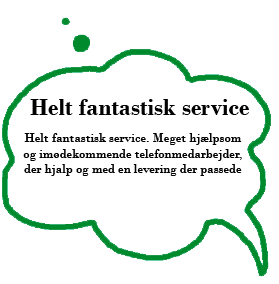 Helt fantastisk service
Helt fantastisk service. Meget hjælpsom
og imødekommende telefonmedarbejder,
der hjalp og med en levering der passede